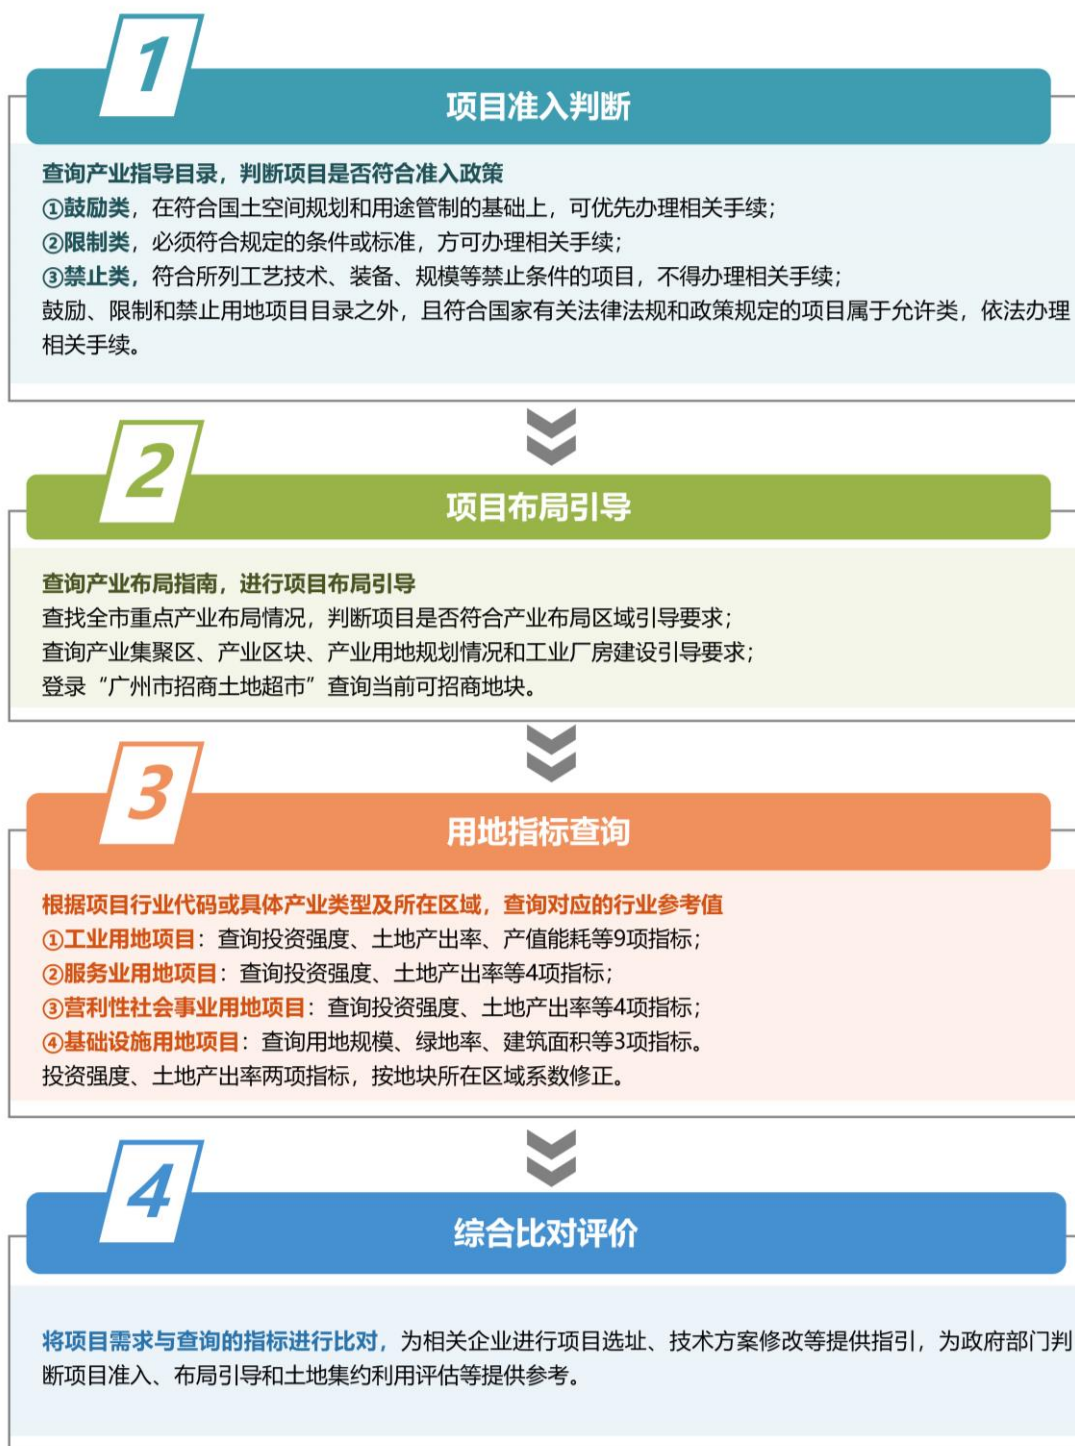 1
项目准入判断
查询产业指导目录，判断项目是否符合准入政策
①鼓励类，在符合国土空间规划和用途管制的基础上，可优先办理相关手续；
②限制类，必须符合规定的条件或标准，方可办理相关手续；
③禁止类，符合所列工艺技术、装备、规模等禁止条件的项目，不得办理相关手续；
鼓励、限制和禁止用地项目目录之外，且符合国家有关法律法规和政策规定的项目属于允许类，依法办理
相关手续。
2
项目布局引导
查询产业布局指南，进行项目布局引导
查找全市重点产业布局情况，判断项目是否符合产业布局区域引导要求；
查询产业集聚区、产业区块、产业用地规划情况和工业厂房建设引导要求；
登录“广州市招商土地超市”查询当前可招商地块。
3
用地指标查询
根据项目行业代码或具体产业类型及所在区域，查询对应的行业参考值
①工业用地项目：查询投资强度、土地产出率、产值能耗等9项指标；
②服务业用地项目：查询投资强度、土地产出率等4项指标；
③营利性社会事业用地项目：查询投资强度、土地产出率等4项指标；
④基础设施用地项目：查询用地规模、绿地率、建筑面积等3项指标。
投资强度、土地产出率两项指标，按地块所在区域系数修正。
4
综合比对评价
将项目需求与查询的指标进行比对，为相关企业进行项目选址、技术方案修改等提供指引，为政府部门判
断项目准入、布局引导和土地集约利用评估等提供参考。